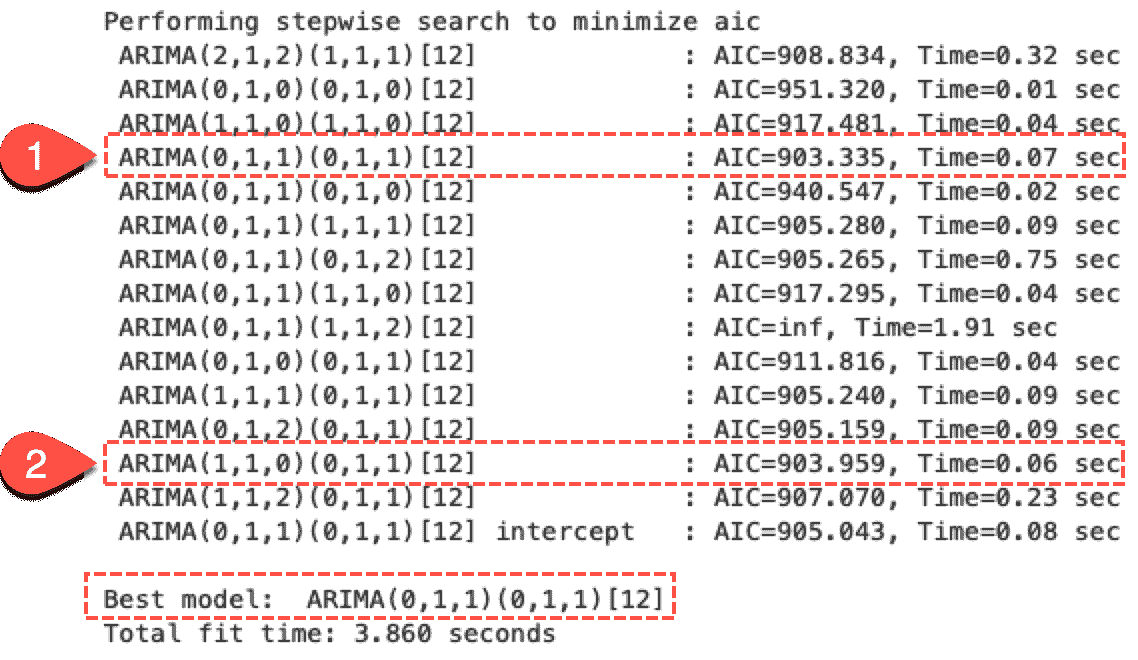 Performing stepwise search to minimize aic
ARIMA(2,1,2)(1,1,1)[12] : AIC=908.834, Time=0.32 sec
ARIMA(0,1,0)(0,1,0)[12] : AIC=951.320, Time=0.01 sec
ARIMA(1,1,0)(1,1,0)[12] : AIC=917.481, Time=0.04 sec
1 ARIMA(0,1,1)(0,1,1)[12] : AIC=903.335, Time=0.07 sec
ARIMA(0,1,1)(0,1,0)[12] : AIC=940.547, Time=0.02 sec
ARIMA(0,1,1)(1,1,1)[12] : AIC=905.280, Time=0.09 sec
ARIMA(0,1,1)(0,1,2)[12] : AIC=905.265, Time=0.75 sec
ARIMA(0,1,1)(1,1,0)[12] : AIC=917.295, Time=0.04 sec
ARIMA(0,1,1)(1,1,2)[12] : AIC=inf, Time=1.91 sec
ARIMA(0,1,0)(0,1,1)[12] : AIC=911.816, Time=0.04 sec
ARIMA(1,1,1)(0,1,1)[12] : AIC=905.240, Time=0.09 sec
ARIMA(0,1,2)(0,1,1)[12] : AIC=905.159, Time=0.09 sec
2 ARIMA(1,1,0)(0,1,1)[12] : AIC=903.959, Time=0.06 sec
ARIMA(1,1,2)(0,1,1)[12] : AIC=907.070, Time=0.23 sec
ARIMA(0,1,1)(0,1,1)[12] intercept : AIC=905.043, Time=0.08 sec
Best model: ARIMA(0,1,1)(0,1,1)[12]
Total fit time: 3.860 seconds